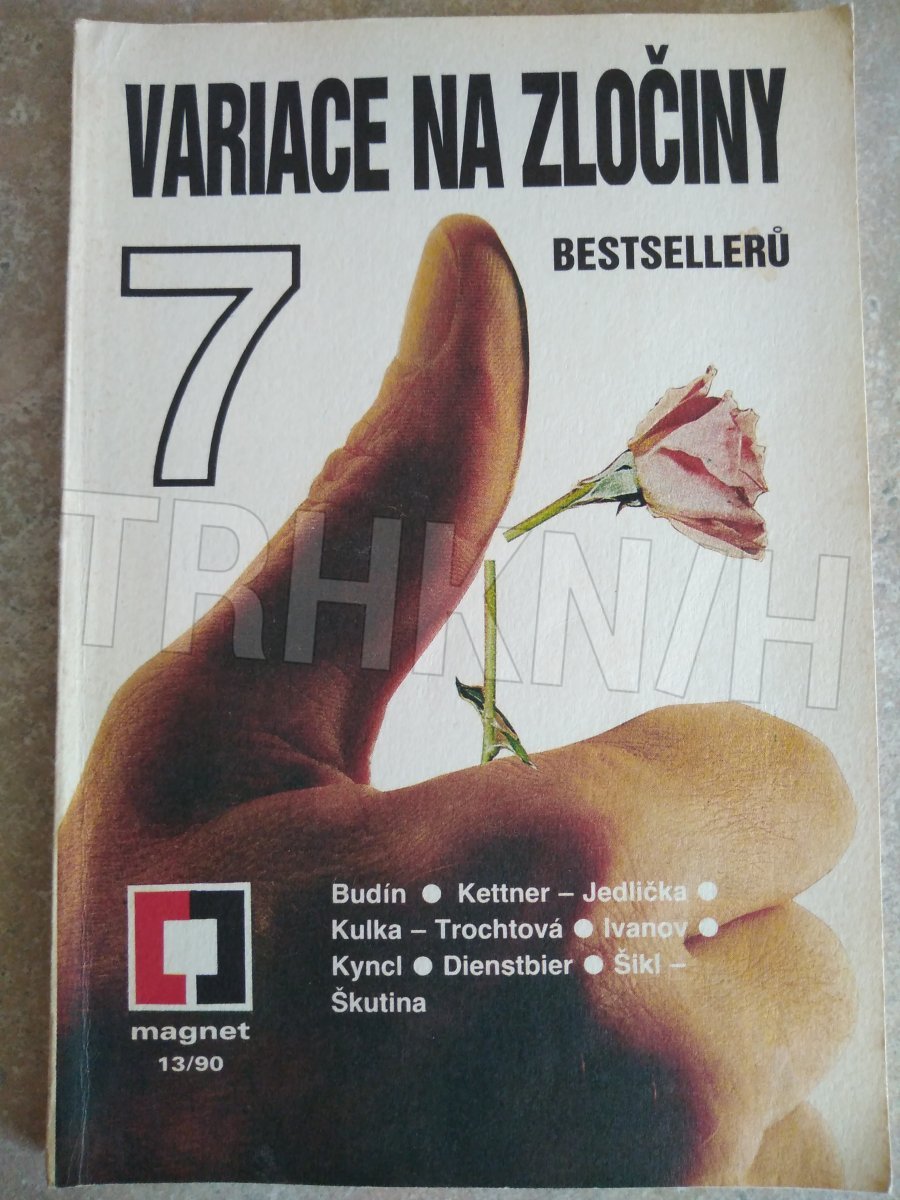 VARIACE NA ZLOČINY
7
BESTSELLERŮ
TRHKNIH
Budín ● Kettner – Jedlička ●
Kulka – Trochtová ● Ivanov ●
Kyncl ● Dienstbier ● Šikl –
Škutina
magnet
13/90